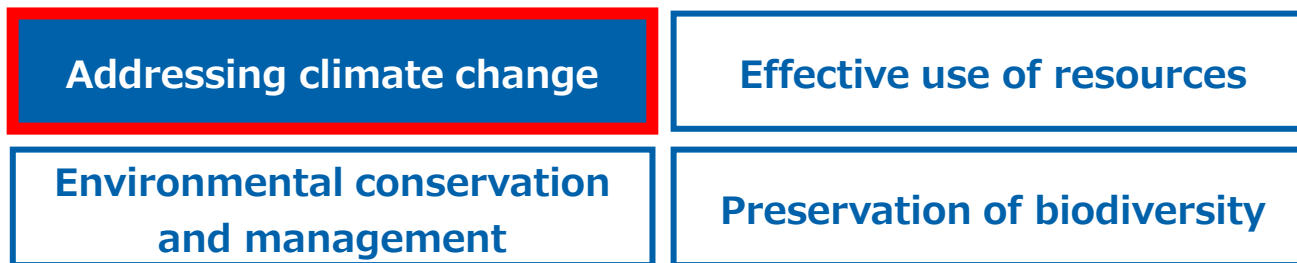 Addressing climate change
Effective use of resources
Environmental conservation
and management
Preservation of biodiversity